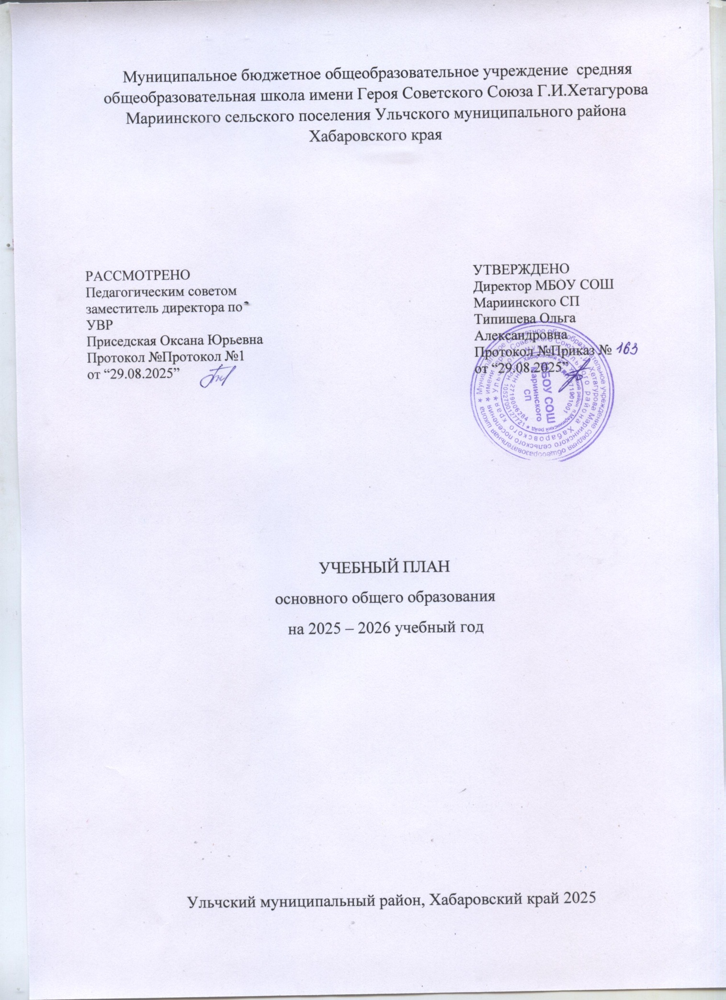 Муниципальное бюджетное общеобразовательное учреждение средняя
общеобразовательная школа имени Героя Советского Союза Г.И.Хетагурова
Мариинского сельского поселения Ульчского муниципального района
Хабаровского края
РАССМОТРЕНО
Педагогическим советом
заместитель директора по
УВР
Приседская Оксана Юрьевна
Протокол №Протокол №1
от “29.08.2025”
УТВЕРЖДЕНО
Директор МБОУ СОШ
Мариинского СП
Типишева Ольга
Александровна
Протокол №Приказ № 163
от “29.08.2025”
МБОУ СОШ
Мариинского
СП
УЧЕБНЫЙ ПЛАН
основного общего образования
на 2025 – 2026 учебный год
Ульчский муниципальный район, Хабаровский край 2025